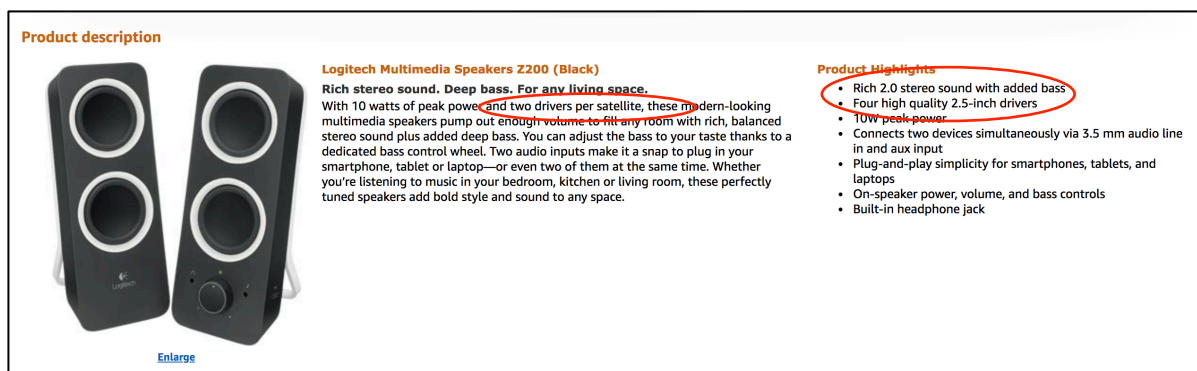 Product description
Logitech
Enlarge
Logitech Multimedia Speakers Z200 (Black)
Rich stereo sound. Deep bass. For any living space.
With 10 watts of peak power and two drivers per satellite, these modern-looking
multimedia speakers pump out enough volume to fill any room with rich, balanced
stereo sound plus added deep bass. You can adjust the bass to your taste thanks to a
dedicated bass control wheel. Two audio inputs make it a snap to plug in your
smartphone, tablet or laptop—or even two of them at the same time. Whether
you're listening to music in your bedroom, kitchen or living room, these perfectly
tuned speakers add bold style and sound to any space.
Product Highlights
• Rich 2.0 stereo sound with added bass
• Four high quality 2.5-inch drivers
• 10W peak power
• Connects two devices simultaneously via 3.5 mm audio line
in and aux input
• Plug-and-play simplicity for smartphones, tablets, and
laptops
• On-speaker power, volume, and bass controls
• Built-in headphone jack